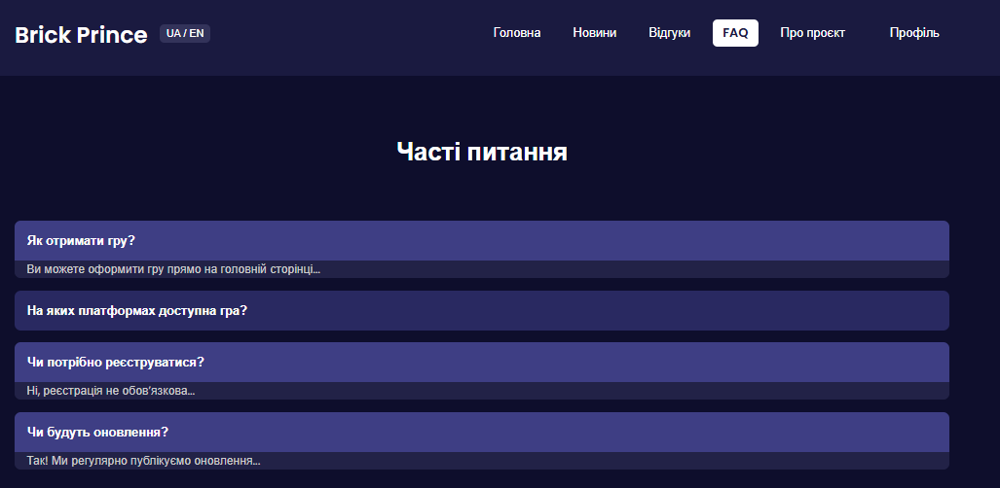 Brick Prince
UA / EN
Головна
Новини
Відгуки
FAQ
Про проєкт
Профіль
Часті питання
Як отримати гру?
Ви можете оформити гру прямо на головній сторінці...
На яких платформах доступна гра?
Чи потрібно реєструватися?
Ні, реєстрація не обов'язкова...
Чи будуть оновлення?
Так! Ми регулярно публікуємо оновлення...